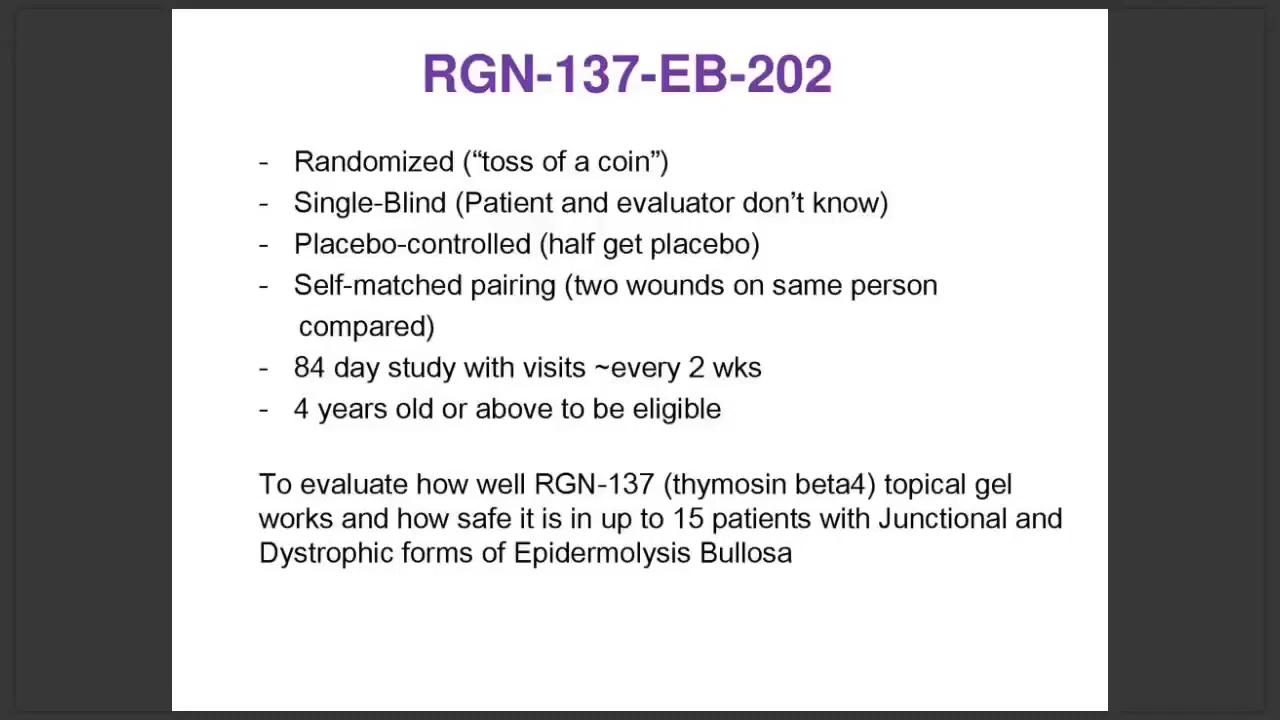 RGN-137-EB-202
- Randomized (“toss of a coin”)
- Single-Blind (Patient and evaluator don’t know)
- Placebo-controlled (half get placebo)
- Self-matched pairing (two wounds on same person
compared)
- 84 day study with visits ~every 2 wks
- 4 years old or above to be eligible
To evaluate how well RGN-137 (thymosin beta4) topical gel
works and how safe it is in up to 15 patients with Junctional and
Dystrophic forms of Epidermolysis Bullosa